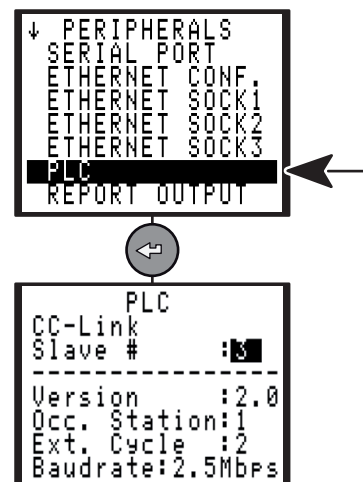 ↓ PERIPHERALS
SERIAL PORT
ETHERNET CONF.
ETHERNET SOCK1
ETHERNET SOCK2
ETHERNET SOCK3
PLC
REPORT OUTPUT
PLC
CC-Link
Slave # :3
--------------------
Version :2.0
Occ. Station:1
Ext. Cycle :2
Baudrate:2.5Mbps